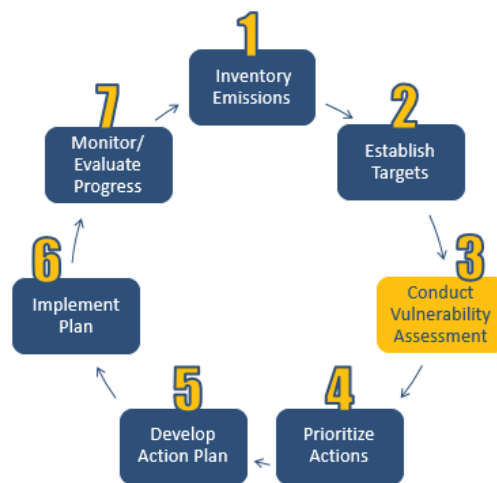 1
Inventory
Emissions
2
Establish
Targets
3
Conduct
Vulnerability
Assessment
4
Prioritize
Actions
5
Develop
Action Plan
6
Implement
Plan
7
Monitor/
Evaluate
Progress